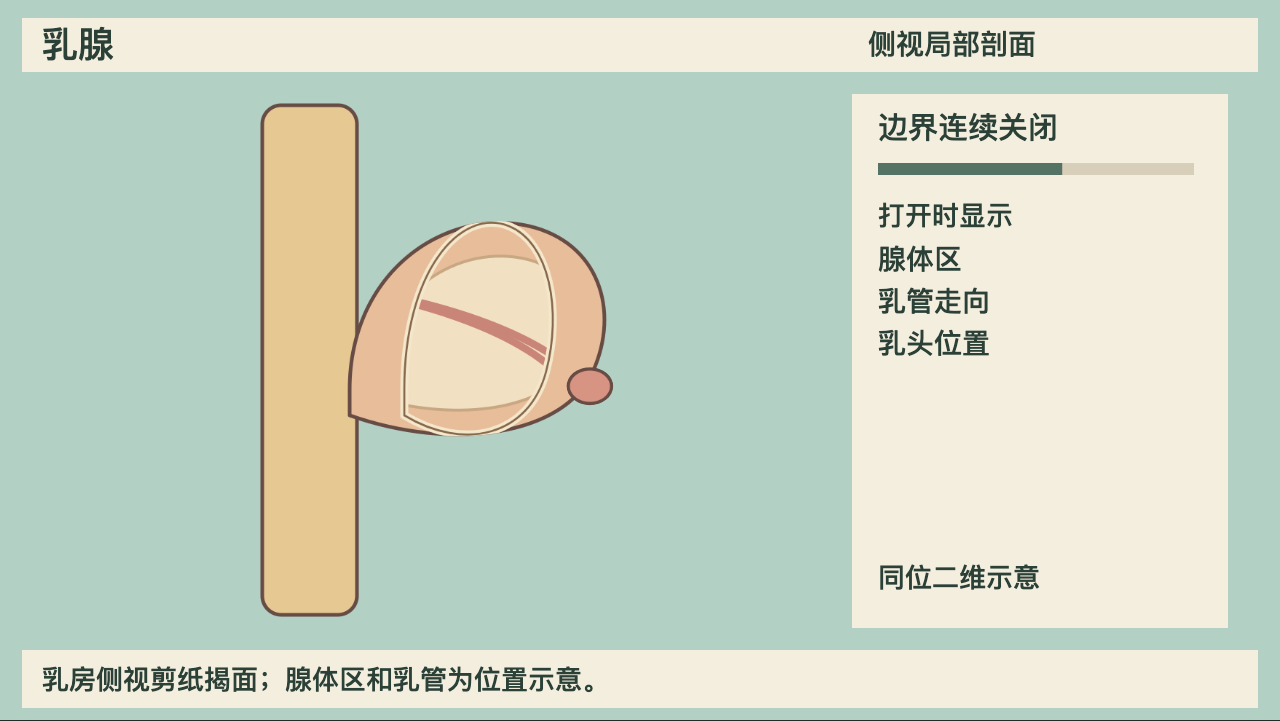 乳腺
侧视局部剖面
边界连续关闭
打开时显示
腺体区
乳管走向
乳头位置
同位二维示意
乳房侧视剪纸揭面；腺体区和乳管为位置示意。